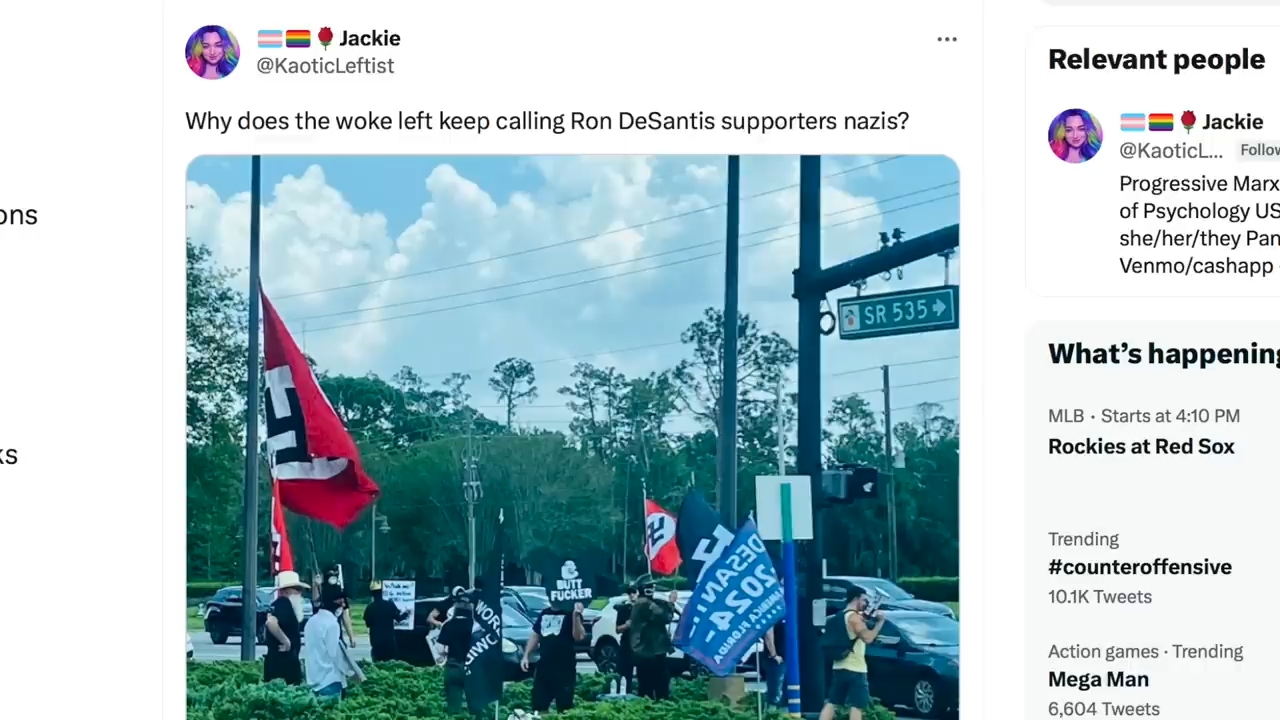 Jackie
@KaoticLeftist
Why does the woke left keep calling Ron DeSantis supporters nazis?
SR 535
BUTT
FUCKER
DESANTIS
2024
AMERICA FLORIDA
ons
ks
Relevant people
Jackie
@KaoticL...
Follow
Progressive Marx
of Psychology US
she/her/they Pan
Venmo/cashapp
What's happening
MLB · Starts at 4:10 PM
Rockies at Red Sox
Trending
#counteroffensive
10.1K Tweets
Action games · Trending
Mega Man
6,604 Tweets